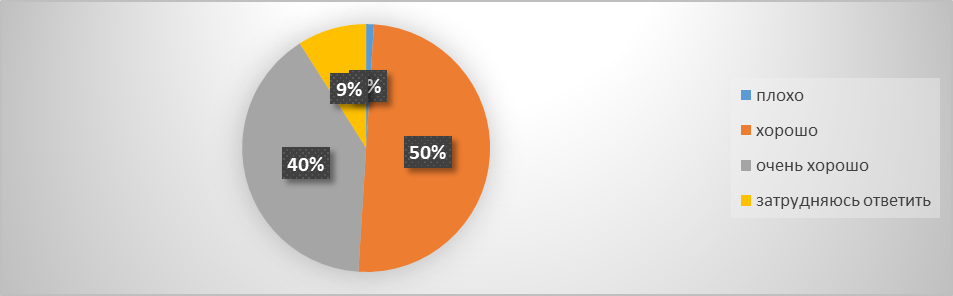 9%
%
40%
50%
плохо
хорошо
очень хорошо
затрудняюсь ответить